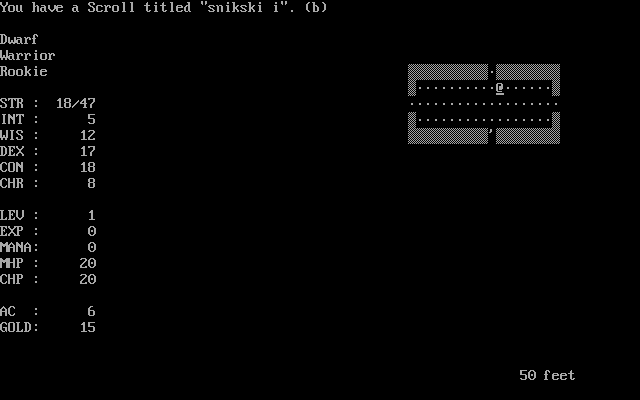 You have a Scroll titled "snikski i". (b)
Dwarf
Warrior
Rookie
STR : 18/47
INT : 5
WIS : 12
DEX : 17
CON : 18
CHR : 8
LEV : 1
EXP : 0
MANA: 0
MHP : 20
CHP : 20
AC : 6
GOLD: 15
50 feet